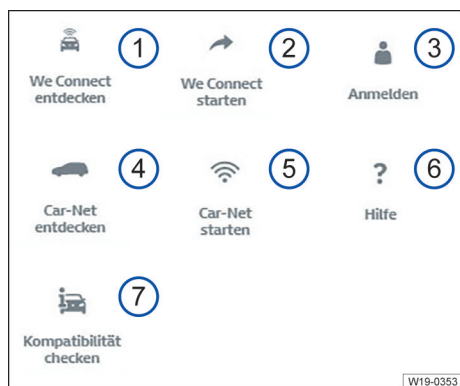 1
2
3
We Connect
entdecken
We Connect
starten
Anmelden
4
5
6
?
Car-Net
entdecken
Car-Net
starten
Hilfe
7
Kompatibilität
checken
W19-0353